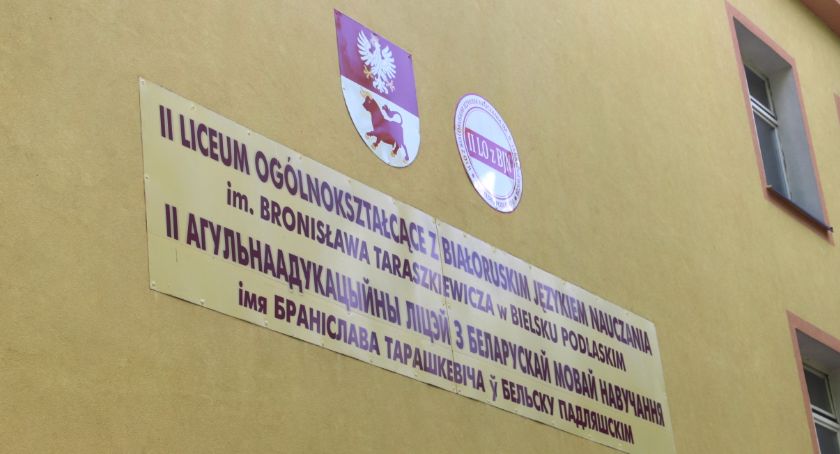 II LO z BJN
II LICEUM OGÓLNOKSZTAŁCĄCE Z BIAŁORUSKIM JĘZYKIEM NAUCZANIA
im. BRONISŁAWA TARASZKIEWICZA w BIELSKU PODLASKIM
II АГУЛЬНААДУКАЦЫЙНЫ ЛІЦЭЙ З БЕЛАРУСКАЙ МОВАЙ НАВУЧАННЯ
імя БРАНІСЛАВА ТАРАШКЕВІЧА ў БЕЛЬСКУ ПАДЛЯШСКІМ